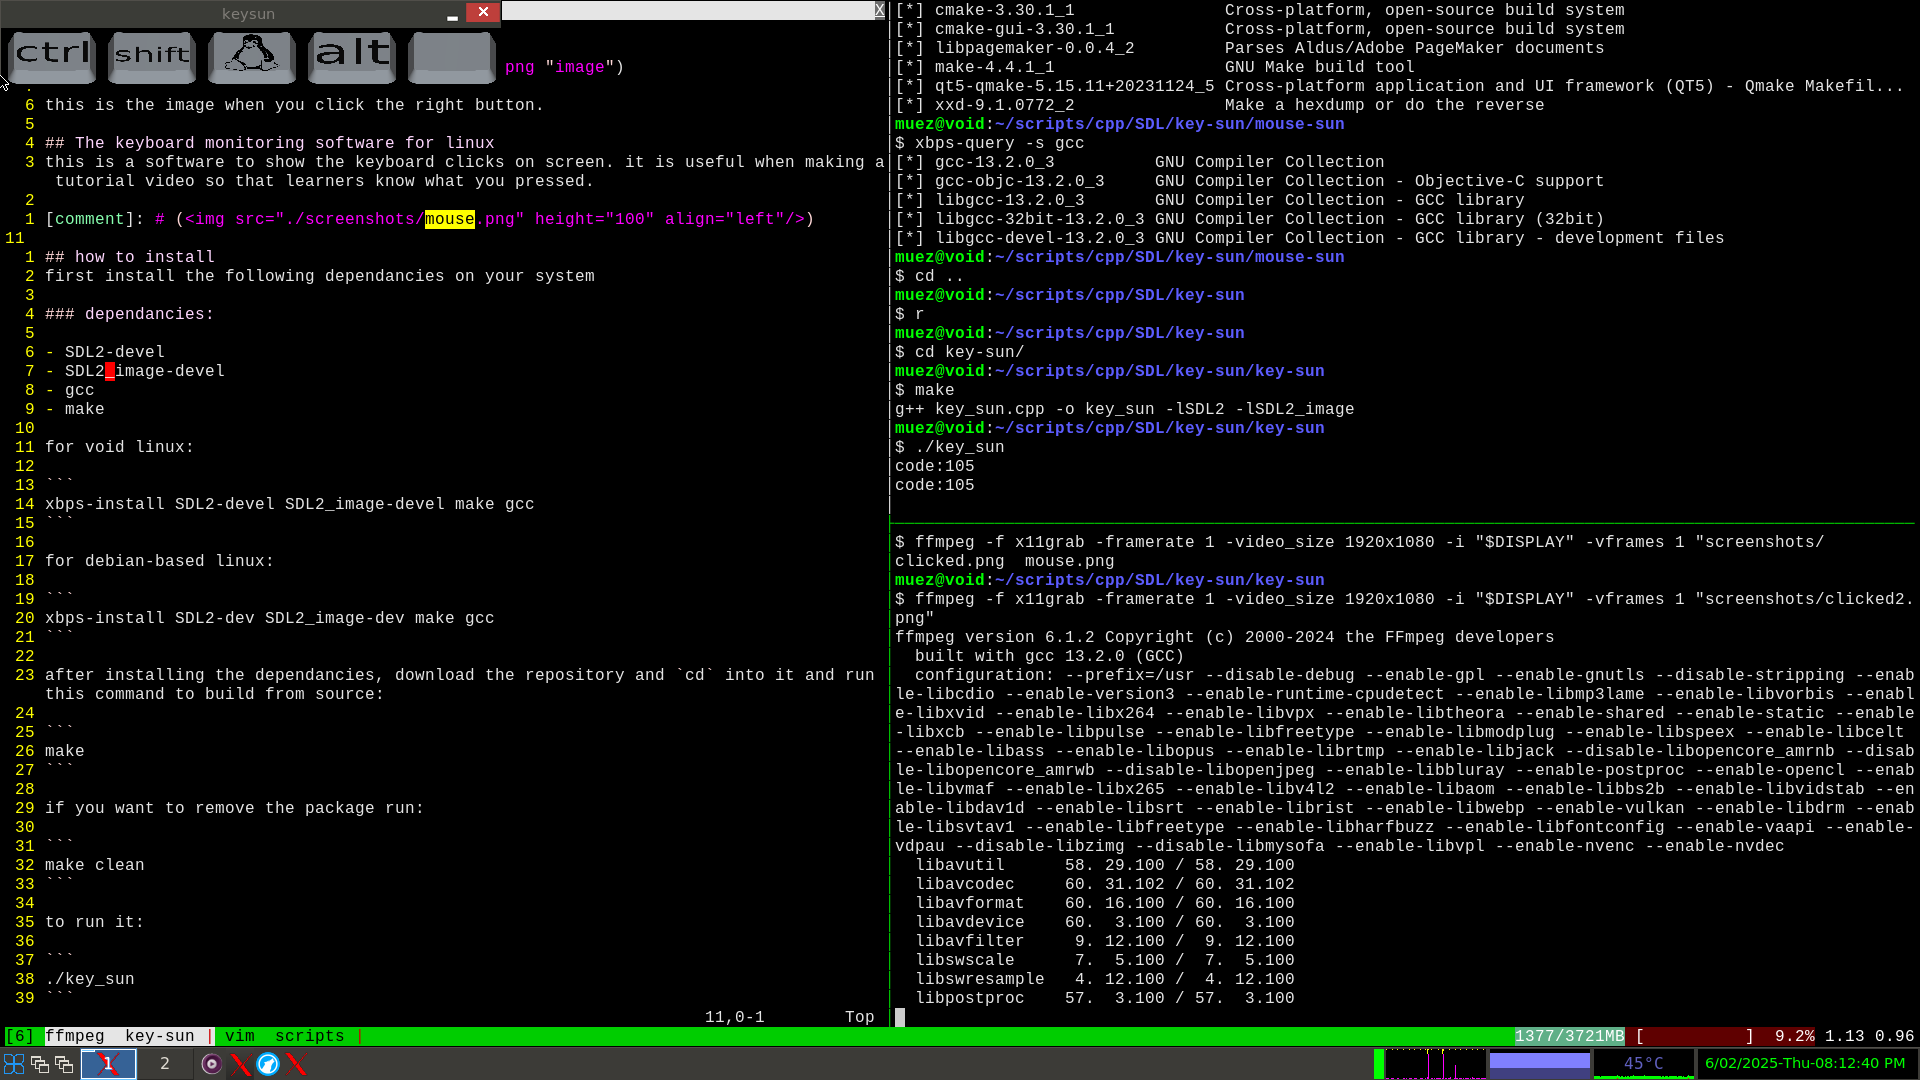 keysun
ctrl shift alt
X
png "image")
6 this is the image when you click the right button.
5
4 ## The keyboard monitoring software for linux
3 this is a software to show the keyboard clicks on screen. it is useful when making a
tutorial video so that learners know what you pressed.
2
1 [comment]: # (<img src="./screenshots/mouse.png" height="100" align="left"/>)
11
1 ## how to install
2 first install the following dependancies on your system
3
4 ### dependancies:
5
6 - SDL2-devel
7 - SDL2_image-devel
8 - gcc
9 - make
10
11 for void linux:
12
13 ```
14 xbps-install SDL2-devel SDL2_image-devel make gcc
15 ```
16
17 for debian-based linux:
18
19 ```
20 xbps-install SDL2-dev SDL2_image-dev make gcc
21 ```
22
23 after installing the dependancies, download the repository and `cd` into it and run
this command to build from source:
24
25 ```
26 make
27 ```
28
29 if you want to remove the package run:
30
31 ```
32 make clean
33 ```
34
35 to run it:
36
37 ```
38 ./key_sun
39 ```
11,0-1 Top
[*] cmake-3.30.1_1 Cross-platform, open-source build system
[*] cmake-gui-3.30.1_1 Cross-platform, open-source build system
[*] libpagemaker-0.0.4_2 Parses Aldus/Adobe PageMaker documents
[*] make-4.4.1_1 GNU Make build tool
[*] qt5-qmake-5.15.11+20231124_5 Cross-platform application and UI framework (QT5) - Qmake Makefil...
[*] xxd-9.1.0772_2 Make a hexdump or do the reverse
muez@void:~/scripts/cpp/SDL/key-sun/mouse-sun
$ xbps-query -s gcc
[*] gcc-13.2.0_3 GNU Compiler Collection
[*] gcc-objc-13.2.0_3 GNU Compiler Collection - Objective-C support
[*] libgcc-13.2.0_3 GNU Compiler Collection - GCC library
[*] libgcc-32bit-13.2.0_3 GNU Compiler Collection - GCC library (32bit)
[*] libgcc-devel-13.2.0_3 GNU Compiler Collection - GCC library - development files
muez@void:~/scripts/cpp/SDL/key-sun/mouse-sun
$ cd ..
muez@void:~/scripts/cpp/SDL/key-sun
$ r
muez@void:~/scripts/cpp/SDL/key-sun
$ cd key-sun/
muez@void:~/scripts/cpp/SDL/key-sun/key-sun
$ make
g++ key_sun.cpp -o key_sun -lSDL2 -lSDL2_image
muez@void:~/scripts/cpp/SDL/key-sun/key-sun
$ ./key_sun
code:105
code:105
$ ffmpeg -f x11grab -framerate 1 -video_size 1920x1080 -i "$DISPLAY" -vframes 1 "screenshots/
clicked.png mouse.png
muez@void:~/scripts/cpp/SDL/key-sun/key-sun
$ ffmpeg -f x11grab -framerate 1 -video_size 1920x1080 -i "$DISPLAY" -vframes 1 "screenshots/clicked2.
png"
ffmpeg version 6.1.2 Copyright (c) 2000-2024 the FFmpeg developers
built with gcc 13.2.0 (GCC)
configuration: --prefix=/usr --disable-debug --enable-gpl --enable-gnutls --disable-stripping --enab
le-libcdio --enable-version3 --enable-runtime-cpudetect --enable-libmp3lame --enable-libvorbis --enabl
e-libxvid --enable-libx264 --enable-libvpx --enable-libtheora --enable-shared --enable-static --enable
-libxcb --enable-libpulse --enable-libfreetype --enable-libmodplug --enable-libspeex --enable-libcelt
--enable-libass --enable-libopus --enable-librtmp --enable-libjack --disable-libopencore_amrnb --disab
le-libopencore_amrwb --disable-libopenjpeg --enable-libbluray --enable-postproc --enable-opencl --enab
le-libvmaf --enable-libx265 --enable-libv4l2 --enable-libaom --enable-libbs2b --enable-libvidstab --en
able-libdav1d --enable-libsrt --enable-librist --enable-libwebp --enable-vulkan --enable-libdrm --enab
le-libsvtav1 --enable-libfreetype --enable-libharfbuzz --enable-libfontconfig --enable-vaapi --enable-
vdpau --disable-libzimg --disable-libmysofa --enable-libvpl --enable-nvenc --enable-nvdec
libavutil 58. 29.100 / 58. 29.100
libavcodec 60. 31.102 / 60. 31.102
libavformat 60. 16.100 / 60. 16.100
libavdevice 60. 3.100 / 60. 3.100
libavfilter 9. 12.100 / 9. 12.100
libswscale 7. 5.100 / 7. 5.100
libswresample 4. 12.100 / 4. 12.100
libpostproc 57. 3.100 / 57. 3.100
[6] ffmpeg key-sun | vim scripts | 1377/3721MB [ ] 9.2% 1.13 0.96
1 2 45°C 6/02/2025-Thu-08:12:40 PM